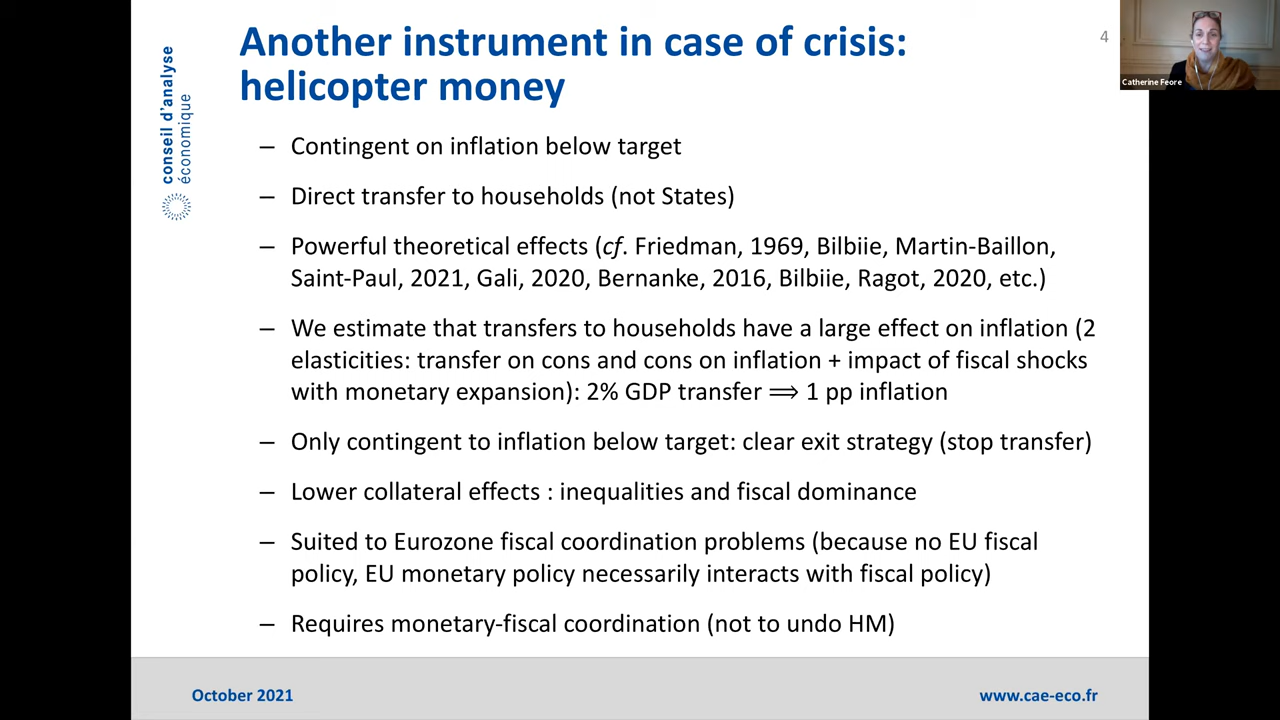 Another instrument in case of crisis:
helicopter money
4
Catherine Feore
conseil d'analyse
économique
– Contingent on inflation below target
– Direct transfer to households (not States)
– Powerful theoretical effects (cf. Friedman, 1969, Bilbiie, Martin-Baillon,
Saint-Paul, 2021, Gali, 2020, Bernanke, 2016, Bilbiie, Ragot, 2020, etc.)
– We estimate that transfers to households have a large effect on inflation (2
elasticities: transfer on cons and cons on inflation + impact of fiscal shocks
with monetary expansion): 2% GDP transfer ⟹ 1 pp inflation
– Only contingent to inflation below target: clear exit strategy (stop transfer)
– Lower collateral effects : inequalities and fiscal dominance
– Suited to Eurozone fiscal coordination problems (because no EU fiscal
policy, EU monetary policy necessarily interacts with fiscal policy)
– Requires monetary-fiscal coordination (not to undo HM)
October 2021
www.cae-eco.fr